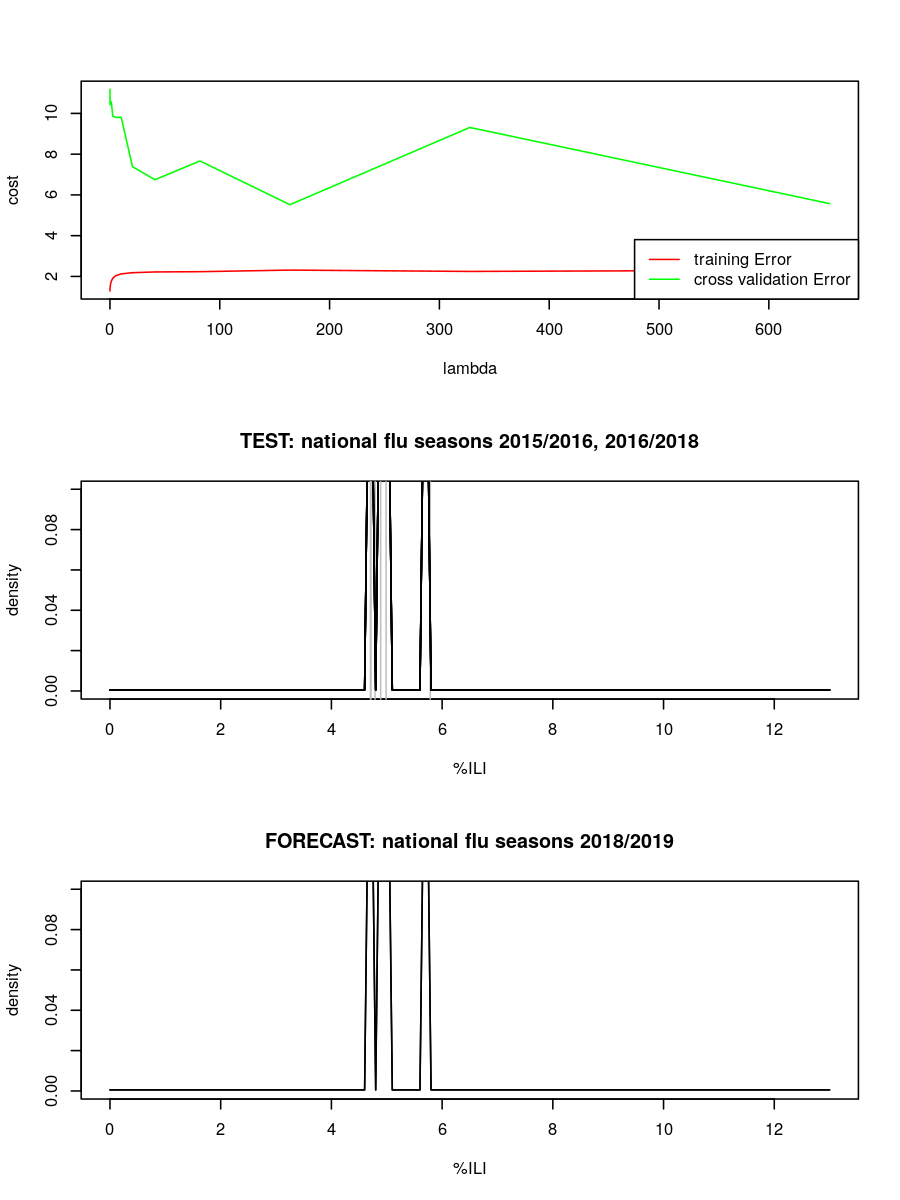 cost
10
8
6
4
2
training Error
cross validation Error
0 100 200 300 400 500 600
lambda
TEST: national flu seasons 2015/2016, 2016/2018
density
0.08
0.04
0.00
0 2 4 6 8 10 12
%ILI
FORECAST: national flu seasons 2018/2019
density
0.08
0.04
0.00
0 2 4 6 8 10 12
%ILI